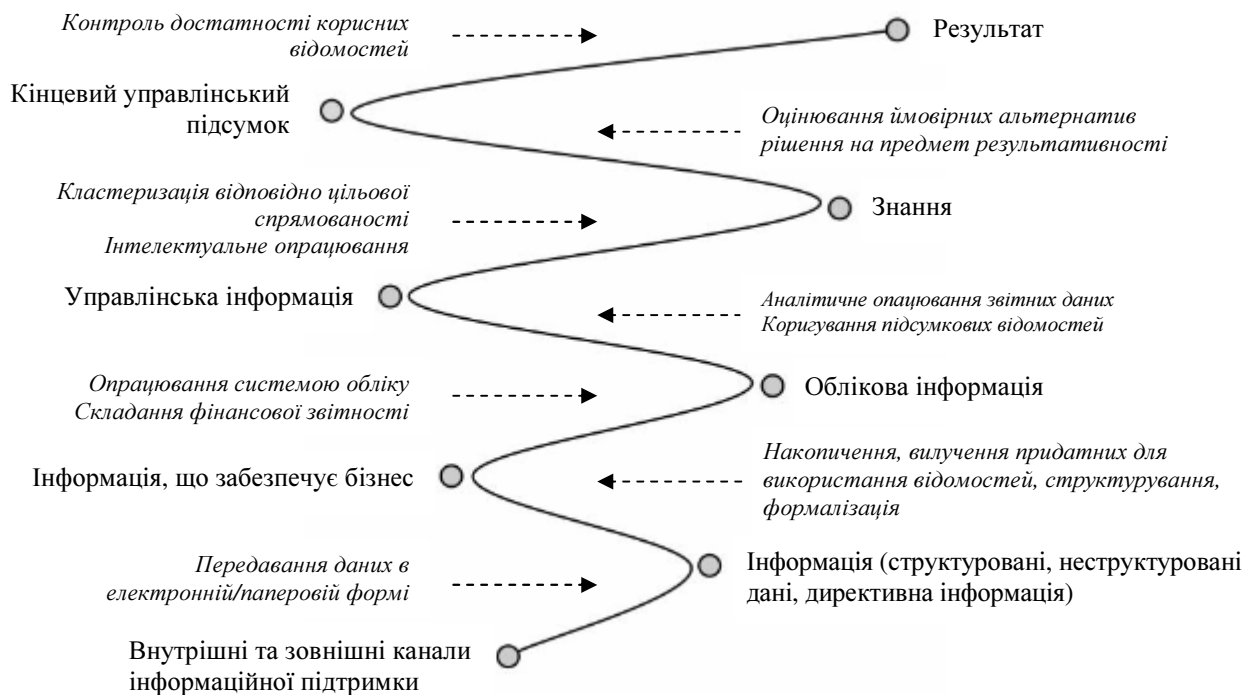 Контроль достатності корисних
відомостей
Результат
Кінцевий управлінський
підсумок
Оцінювання ймовірних альтернатив
рішення на предмет результативності
Кластеризація відповідно цільової
спрямованості
Інтелектуальне опрацювання
Знання
Управлінська інформація
Аналітичне опацювання звітних даних
Коригування підсумкових відомостей
Опрацювання системою обліку
Складання фінансової звітності
Облікова інформація
Інформація, що забезпечує бізнес
Накопичення, вилучення придатних для
використання відомостей, структурування,
формалізація
Передавання даних в
електронній/паперовій формі
Інформація (структуровані, неструктуровані
дані, директивна інформація)
Внутрішні та зовнішні канали
інформаційної підтримки